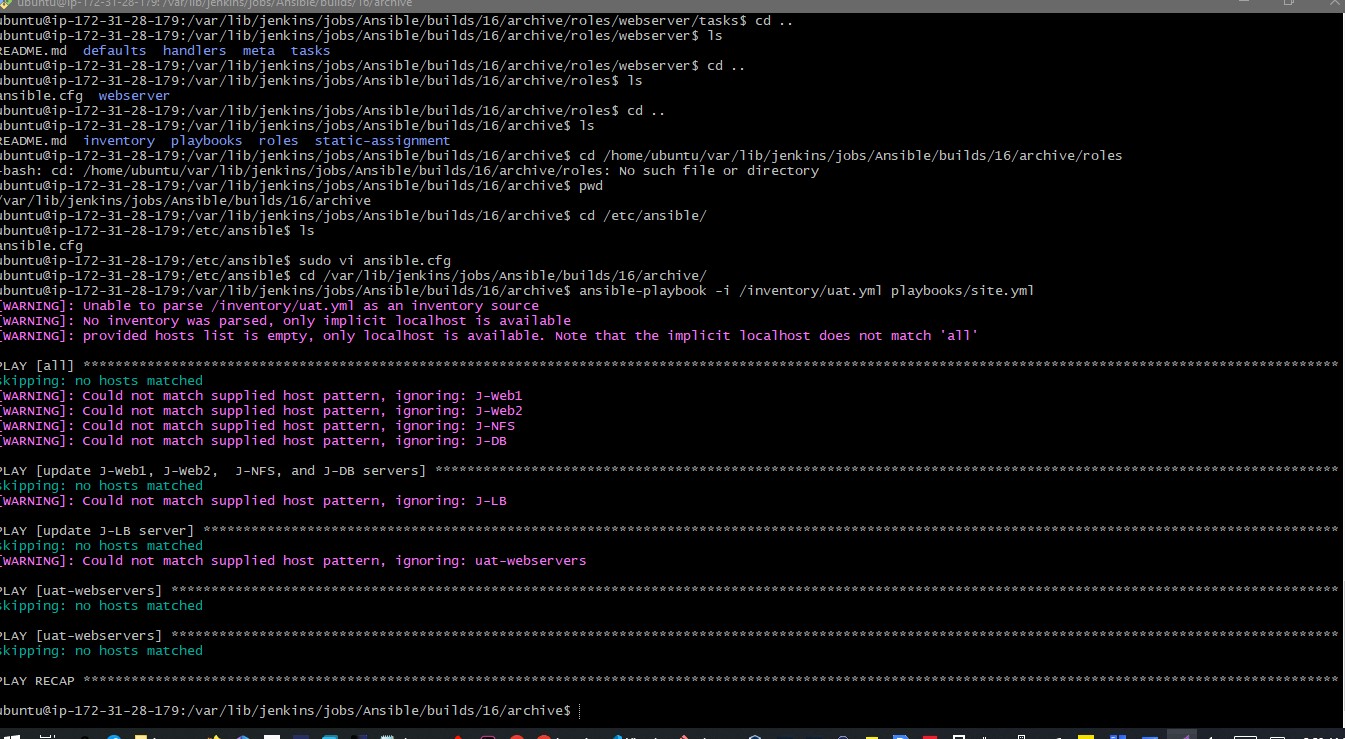 ubuntu@ip-172-31-28-179: /var/lib/jenkins/jobs/Ansible/builds/16/archive
ubuntu@ip-172-31-28-179:/var/lib/jenkins/jobs/Ansible/builds/16/archive/roles/webserver/tasks$ cd ..
ubuntu@ip-172-31-28-179:/var/lib/jenkins/jobs/Ansible/builds/16/archive/roles/webserver$ ls
README.md  defaults  handlers  meta  tasks
ubuntu@ip-172-31-28-179:/var/lib/jenkins/jobs/Ansible/builds/16/archive/roles/webserver$ cd ..
ubuntu@ip-172-31-28-179:/var/lib/jenkins/jobs/Ansible/builds/16/archive/roles$ ls
ansible.cfg  webserver
ubuntu@ip-172-31-28-179:/var/lib/jenkins/jobs/Ansible/builds/16/archive/roles$ cd ..
ubuntu@ip-172-31-28-179:/var/lib/jenkins/jobs/Ansible/builds/16/archive$ ls
README.md  inventory  playbooks  roles  static-assignment
ubuntu@ip-172-31-28-179:/var/lib/jenkins/jobs/Ansible/builds/16/archive$ cd /home/ubuntu/var/lib/jenkins/jobs/Ansible/builds/16/archive/roles
-bash: cd: /home/ubuntu/var/lib/jenkins/jobs/Ansible/builds/16/archive/roles: No such file or directory
ubuntu@ip-172-31-28-179:/var/lib/jenkins/jobs/Ansible/builds/16/archive$ pwd
/var/lib/jenkins/jobs/Ansible/builds/16/archive
ubuntu@ip-172-31-28-179:/var/lib/jenkins/jobs/Ansible/builds/16/archive$ cd /etc/ansible/
ubuntu@ip-172-31-28-179:/etc/ansible$ ls
ansible.cfg
ubuntu@ip-172-31-28-179:/etc/ansible$ sudo vi ansible.cfg
ubuntu@ip-172-31-28-179:/etc/ansible$ cd /var/lib/jenkins/jobs/Ansible/builds/16/archive/
ubuntu@ip-172-31-28-179:/var/lib/jenkins/jobs/Ansible/builds/16/archive$ ansible-playbook -i /inventory/uat.yml playbooks/site.yml
[WARNING]: Unable to parse /inventory/uat.yml as an inventory source
[WARNING]: No inventory was parsed, only implicit localhost is available
[WARNING]: provided hosts list is empty, only localhost is available. Note that the implicit localhost does not match 'all'
PLAY [all] ******************************************************************************************************************************************************
skipping: no hosts matched
[WARNING]: Could not match supplied host pattern, ignoring: J-Web1
[WARNING]: Could not match supplied host pattern, ignoring: J-Web2
[WARNING]: Could not match supplied host pattern, ignoring: J-NFS
[WARNING]: Could not match supplied host pattern, ignoring: J-DB
PLAY [update J-Web1, J-Web2,  J-NFS, and J-DB servers] ******************************************************************************************************************
skipping: no hosts matched
[WARNING]: Could not match supplied host pattern, ignoring: J-LB
PLAY [update J-LB server] **********************************************************************************************************************************************
skipping: no hosts matched
[WARNING]: Could not match supplied host pattern, ignoring: uat-webservers
PLAY [uat-webservers] **************************************************************************************************************************************************
skipping: no hosts matched
PLAY [uat-webservers] **************************************************************************************************************************************************
skipping: no hosts matched
PLAY RECAP *************************************************************************************************************************************************************
ubuntu@ip-172-31-28-179:/var/lib/jenkins/jobs/Ansible/builds/16/archive$